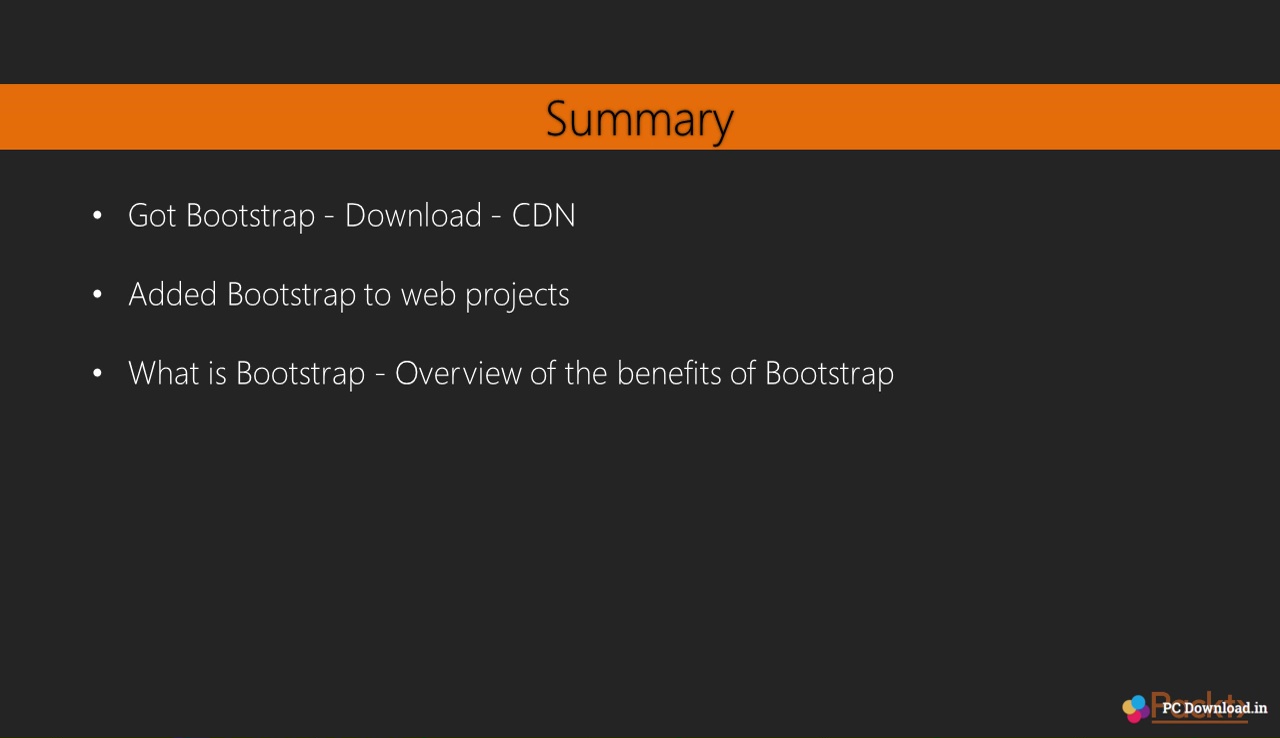 Summary
• Got Bootstrap - Download - CDN
• Added Bootstrap to web projects
• What is Bootstrap - Overview of the benefits of Bootstrap
PC Download.in